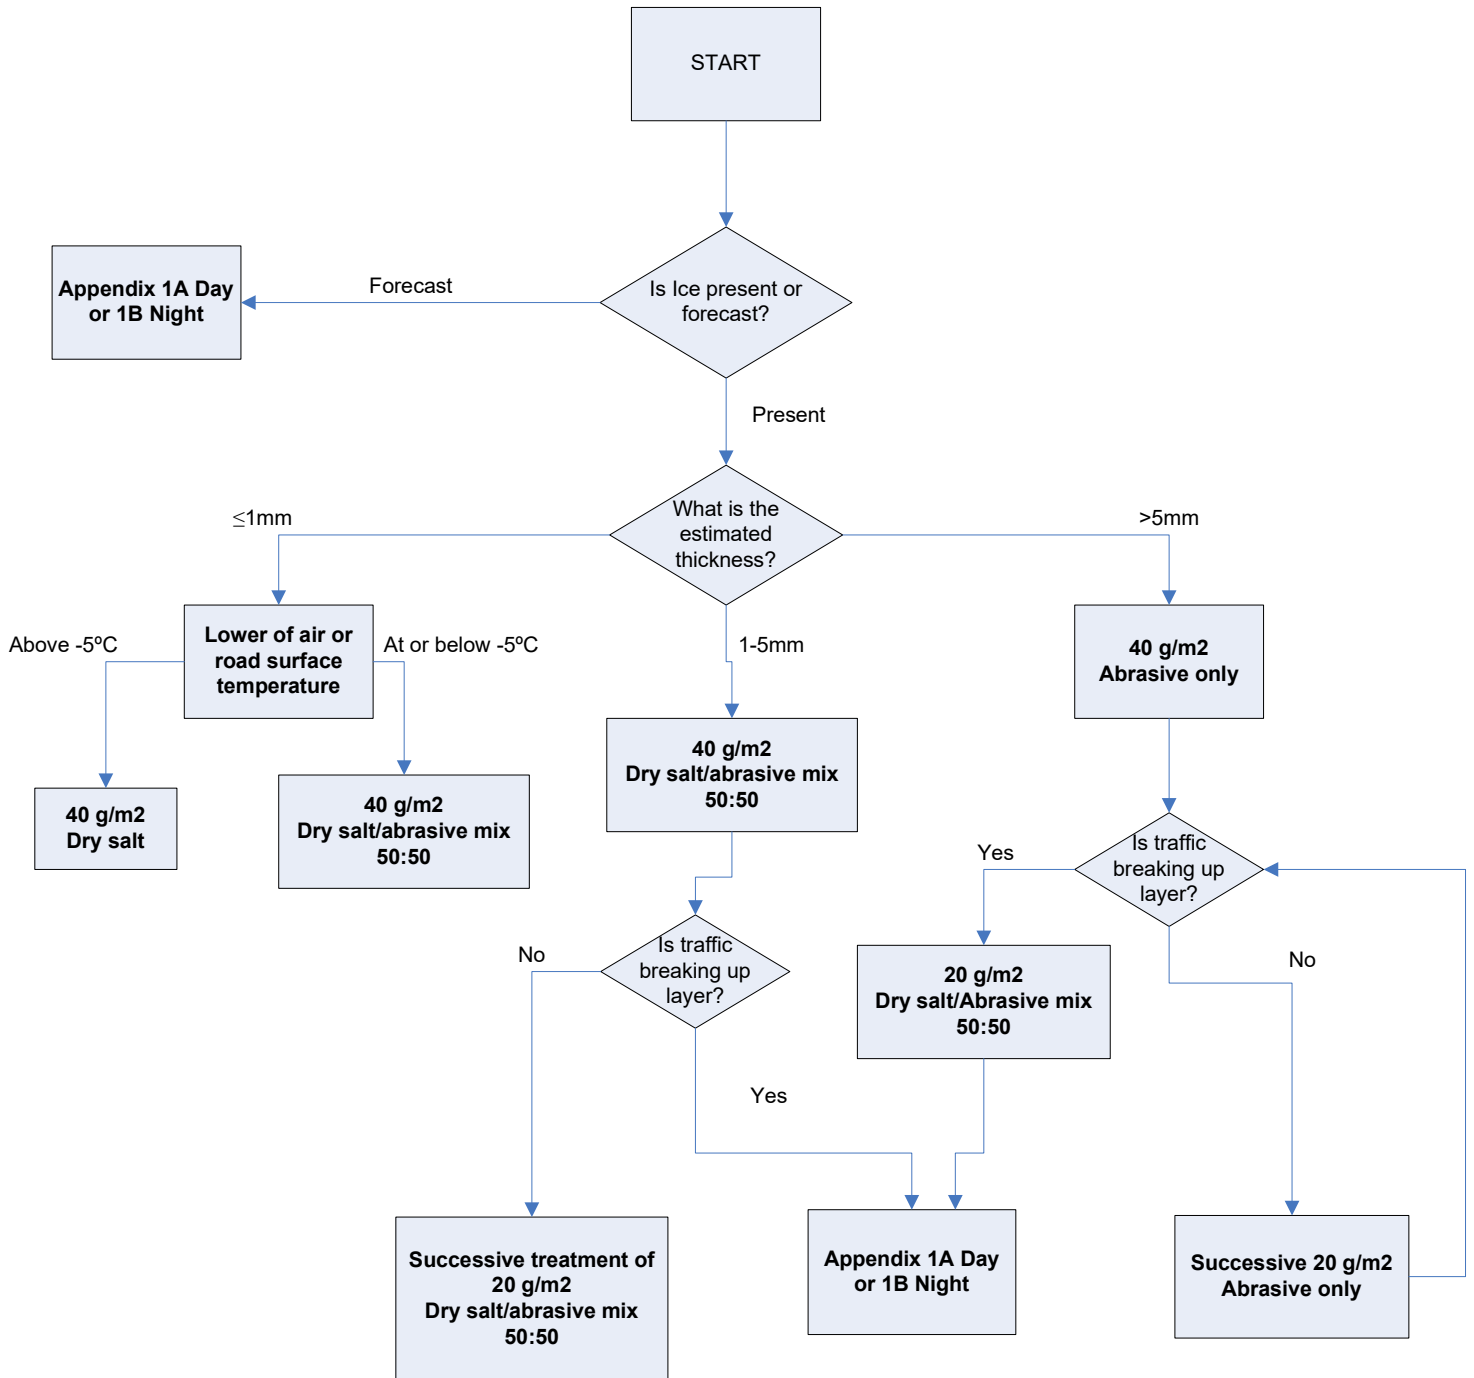 START
Is Ice present or
forecast?
Forecast
Appendix 1A Day
or 1B Night
Present
What is the
estimated
thickness?
≤1mm
>5mm
1-5mm
Lower of air or
road surface
temperature
Above -5ºC
At or below -5ºC
40 g/m2
Dry salt
40 g/m2
Dry salt/abrasive mix
50:50
40 g/m2
Dry salt/abrasive mix
50:50
40 g/m2
Abrasive only
Is traffic
breaking up
layer?
No
Yes
Is traffic
breaking up
layer?
Yes
No
20 g/m2
Dry salt/Abrasive mix
50:50
Successive treatment of
20 g/m2
Dry salt/abrasive mix
50:50
Appendix 1A Day
or 1B Night
Successive 20 g/m2
Abrasive only